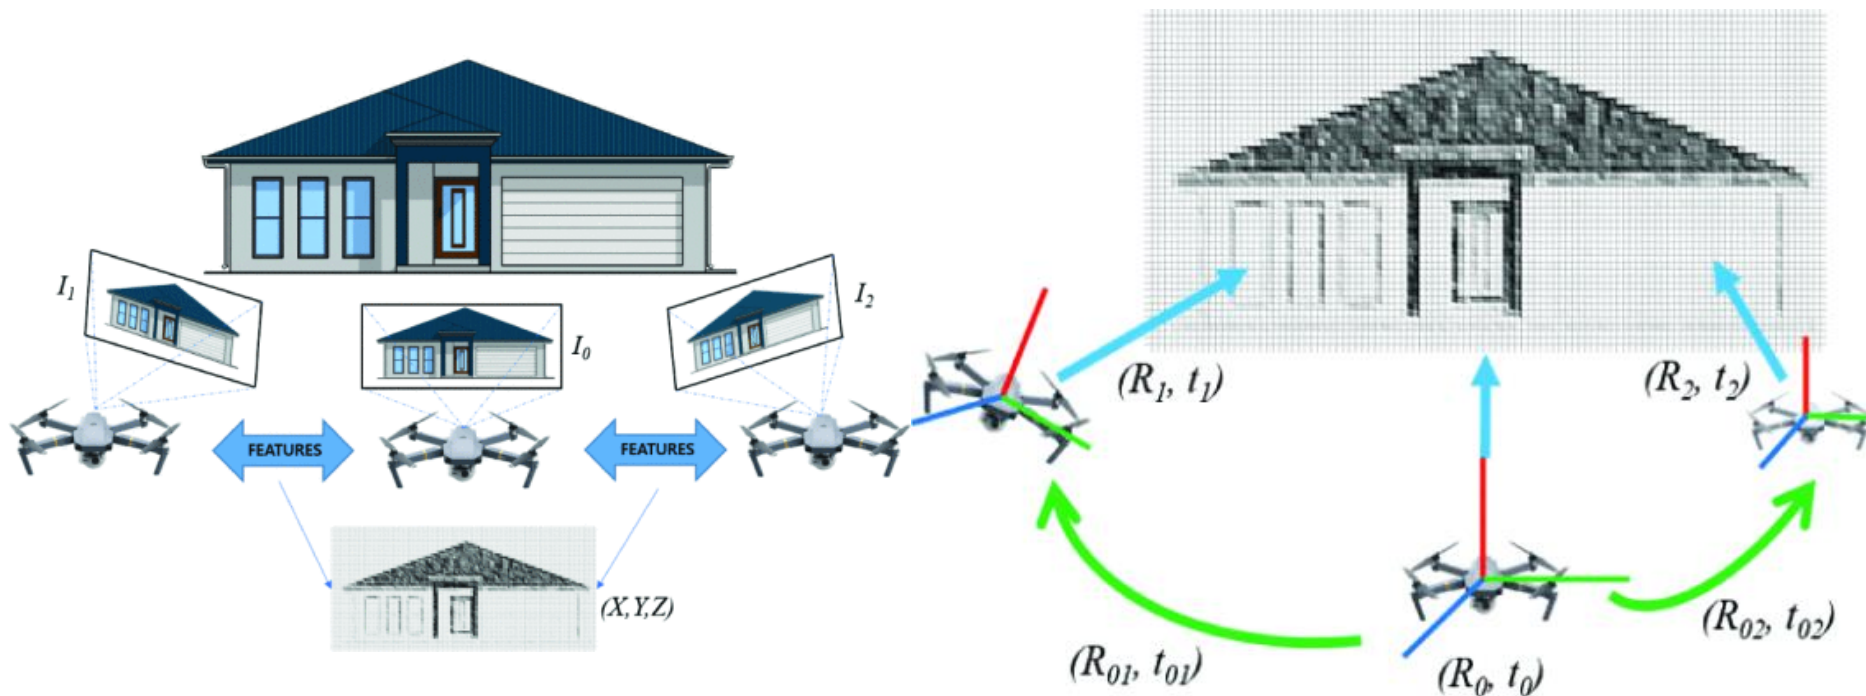 I1
I0
I2
FEATURES
FEATURES
(X,Y,Z)
(R1, t1)
(R2, t2)
(R01, t01)
(R0, t0)
(R02, t02)